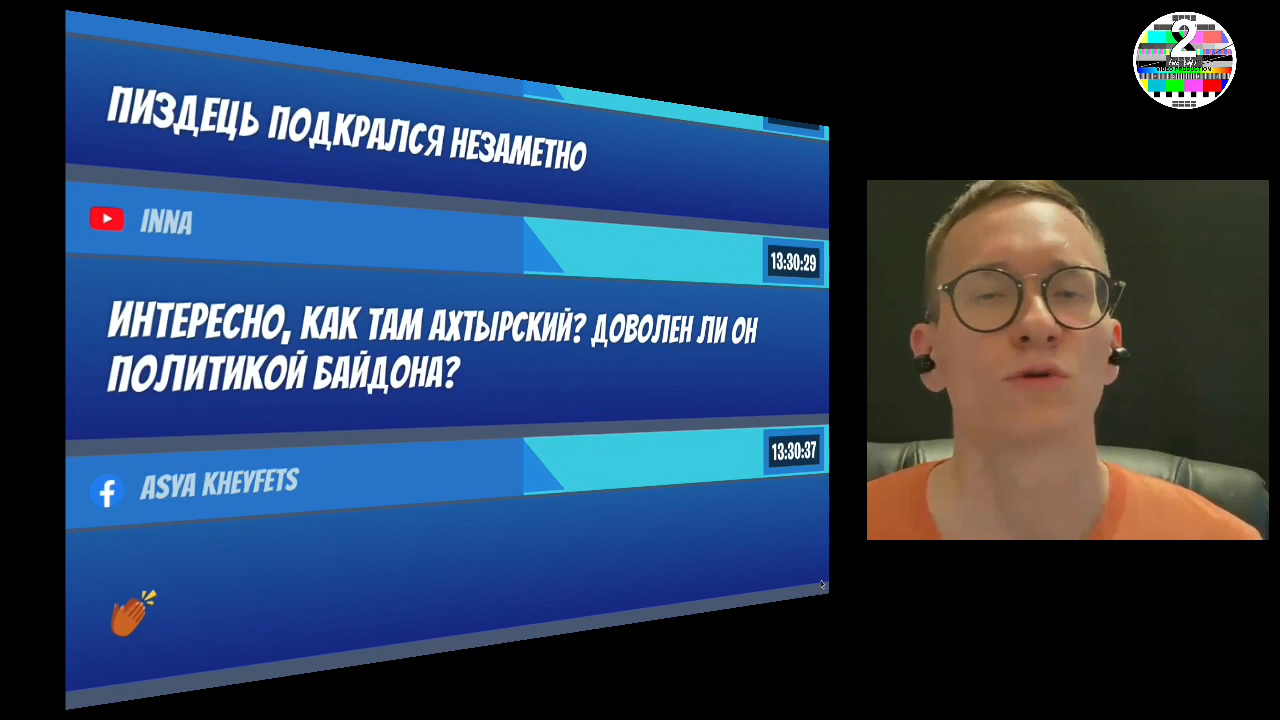 2
ПИЗДЕЦЬ ПОДКРАЛСЯ НЕЗАМЕТНО
INNA
13:30:29
ИНТЕРЕСНО, КАК ТАМ АХТЫРСКИЙ? ДОВОЛЕН ЛИ ОН
ПОЛИТИКОЙ БАЙДОНА?
ASYA KHEYFETS
13:30:37